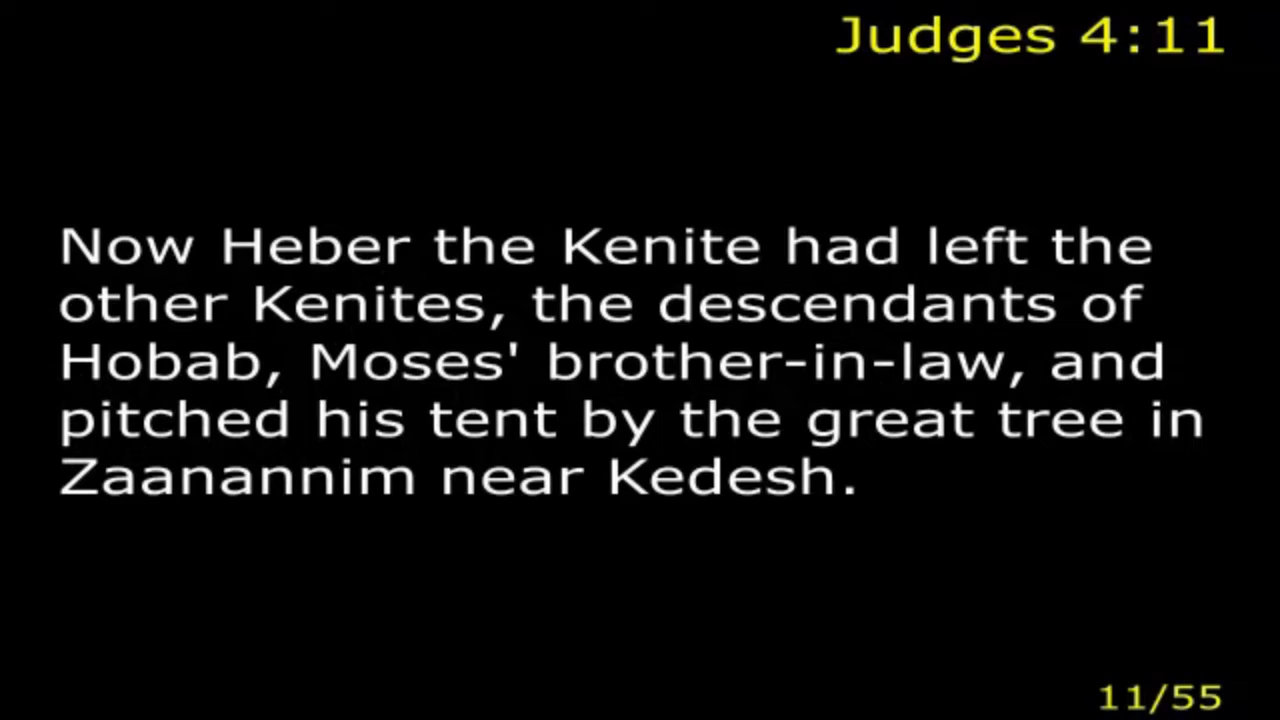 Judges 4:11
Now Heber the Kenite had left the
other Kenites, the descendants of
Hobab, Moses' brother-in-law, and
pitched his tent by the great tree in
Zaanannim near Kedesh.
11/55